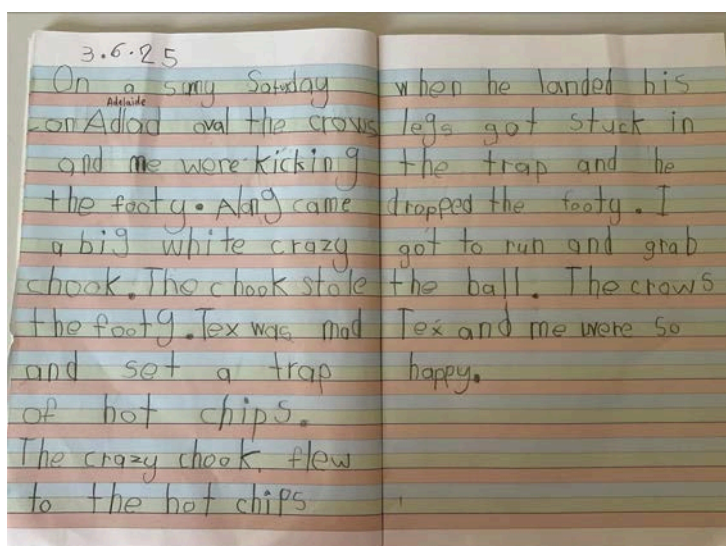 3.6.25
On a suny Saturday
Adelaide
on Adlad oval the crows
and me were kicking
the footy. Along came
a big white crazy
chook. The chook stole
the footy. Tex was mad
and set a trap
of hot chips.
The crazy chook flew
to the hot chips
when he landed his
legs got stuck in
the trap and he
dropped the footy. I
got to run and grab
the ball. The crows
Tex and me were so
happy.